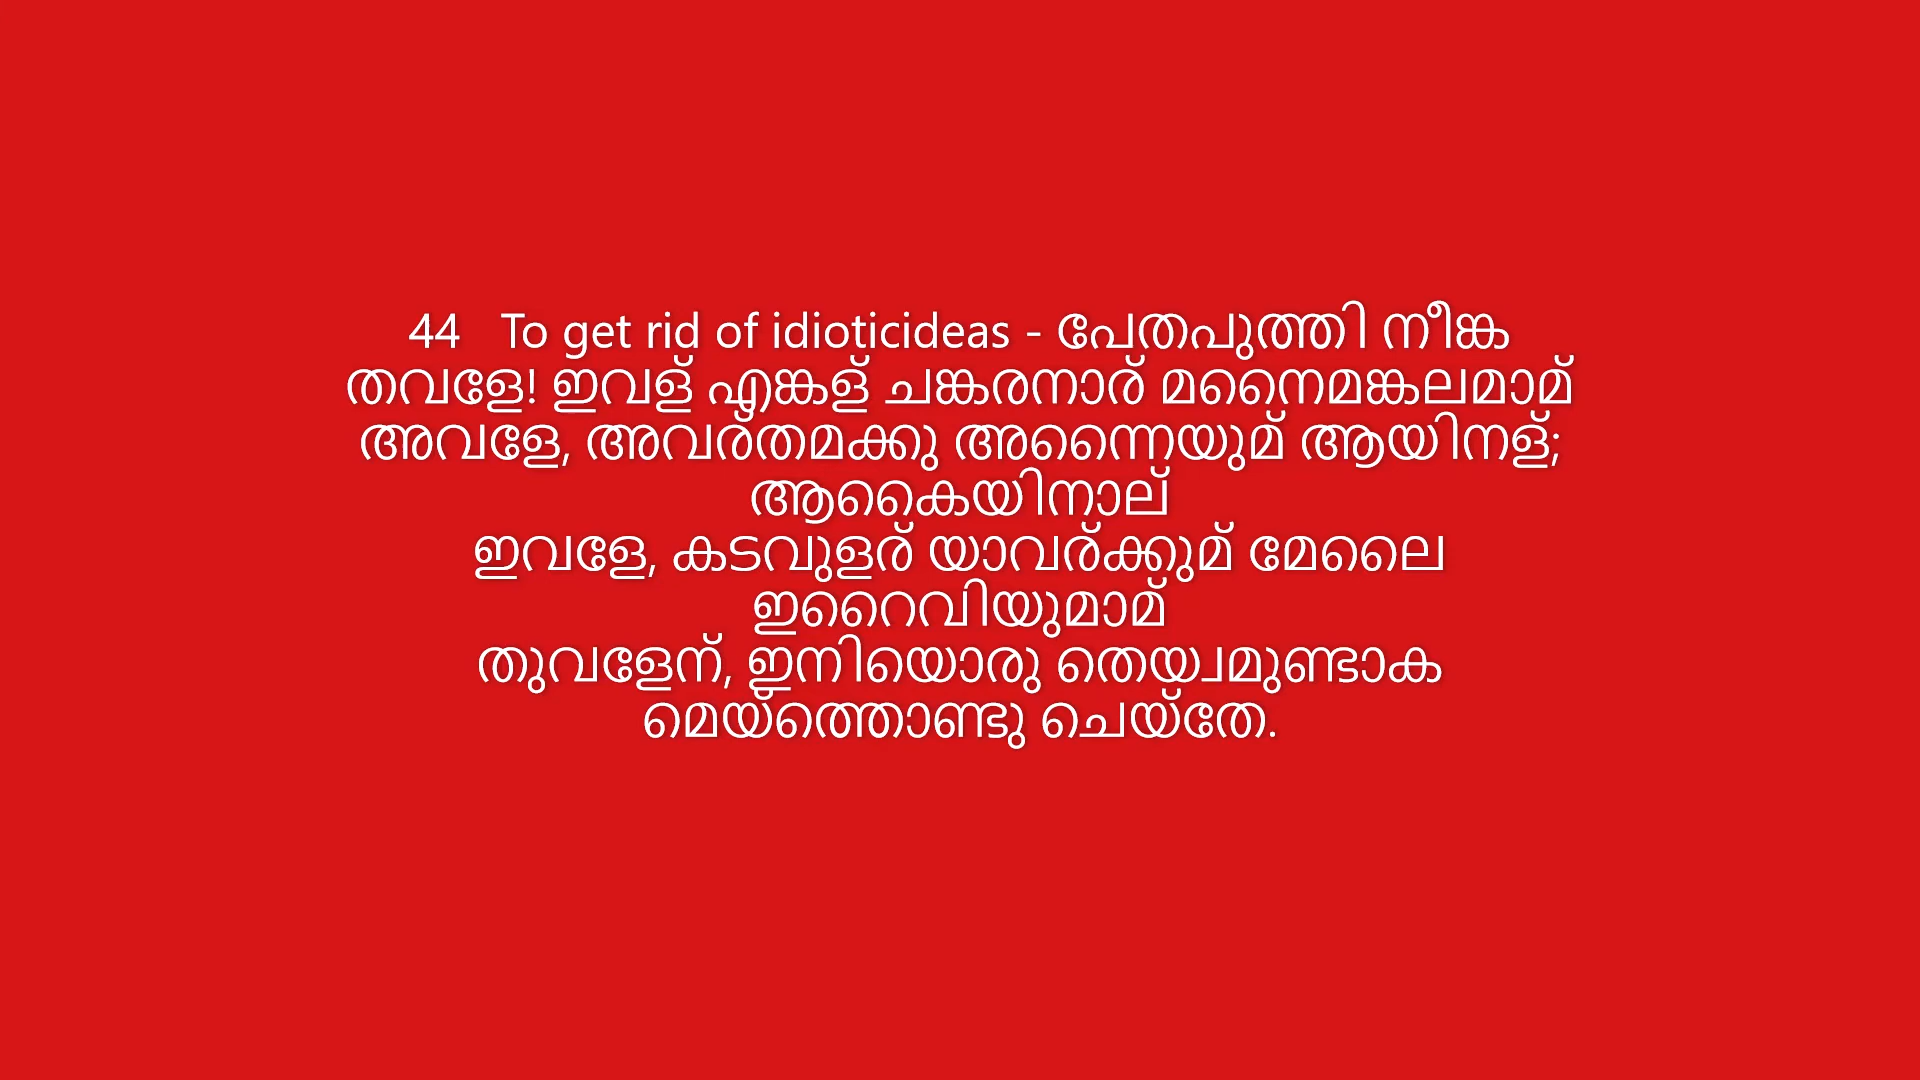 44   To get rid of idioticideas - പേതപുത്തി നീങ്ക
തവളേ! ഇവള് എങ്കള് ചങ്കരനാര് മനൈമങ്കലമാമ്
അവളേ, അവര്തമക്കു അന്നൈയുമ് ആയിനള്;
ആകൈയിനാല്
ഇവളേ, കടവുളര് യാവര്ക്കുമ് മേലൈ
ഇറൈവിയുമാമ്
തുവളേന്, ഇനിയൊരു തെയ്വമുണ്ടാക
മെയ്ത്തൊണ്ടു ചെയ്തേ.